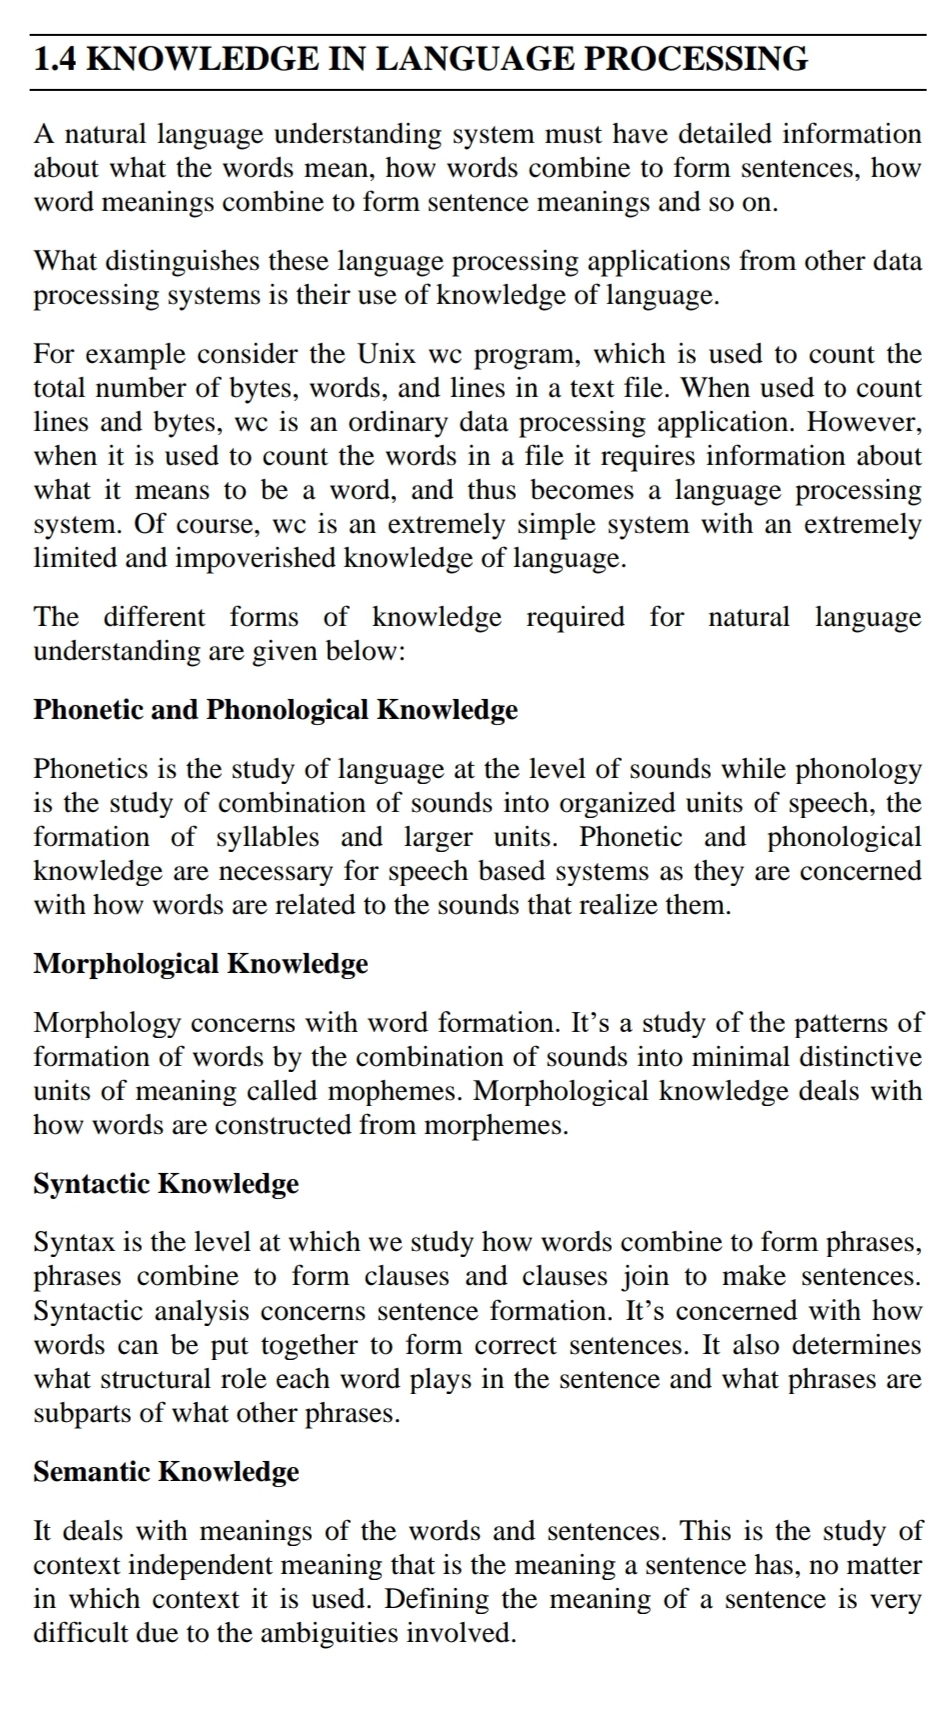 1.4 KNOWLEDGE IN LANGUAGE PROCESSING
A natural language understanding system must have detailed information
about what the words mean, how words combine to form sentences, how
word meanings combine to form sentence meanings and so on.
What distinguishes these language processing applications from other data
processing systems is their use of knowledge of language.
For example consider the Unix wc program, which is used to count the
total number of bytes, words, and lines in a text file. When used to count
lines and bytes, wc is an ordinary data processing application. However,
when it is used to count the words in a file it requires information about
what it means to be a word, and thus becomes a language processing
system. Of course, wc is an extremely simple system with an extremely
limited and impoverished knowledge of language.
The different forms of knowledge required for natural language
understanding are given below:
Phonetic and Phonological Knowledge
Phonetics is the study of language at the level of sounds while phonology
is the study of combination of sounds into organized units of speech, the
formation of syllables and larger units. Phonetic and phonological
knowledge are necessary for speech based systems as they are concerned
with how words are related to the sounds that realize them.
Morphological Knowledge
Morphology concerns with word formation. It’s a study of the patterns of
formation of words by the combination of sounds into minimal distinctive
units of meaning called mophemes. Morphological knowledge deals with
how words are constructed from morphemes.
Syntactic Knowledge
Syntax is the level at which we study how words combine to form phrases,
phrases combine to form clauses and clauses join to make sentences.
Syntactic analysis concerns sentence formation. It’s concerned with how
words can be put together to form correct sentences. It also determines
what structural role each word plays in the sentence and what phrases are
subparts of what other phrases.
Semantic Knowledge
It deals with meanings of the words and sentences. This is the study of
context independent meaning that is the meaning a sentence has, no matter
in which context it is used. Defining the meaning of a sentence is very
difficult due to the ambiguities involved.